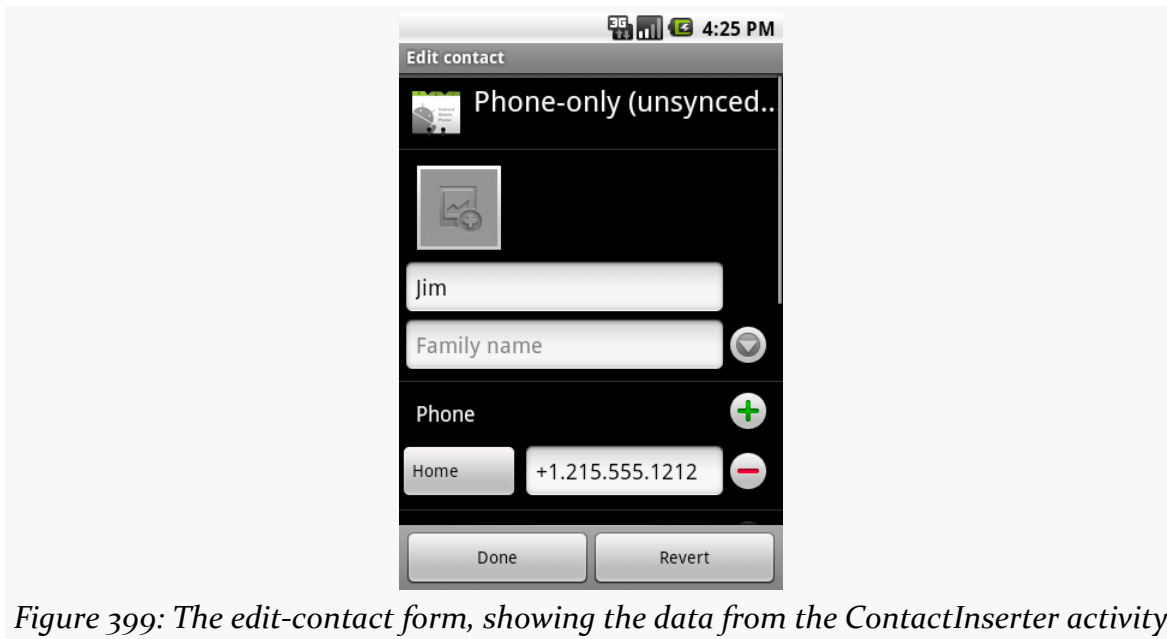 3G 4:25 PM
Edit contact
Phone-only (unsynced..
Jim
Family name
Phone
Home +1.215.555.1212
Done Revert
Figure 399: The edit-contact form, showing the data from the ContactInserter activity